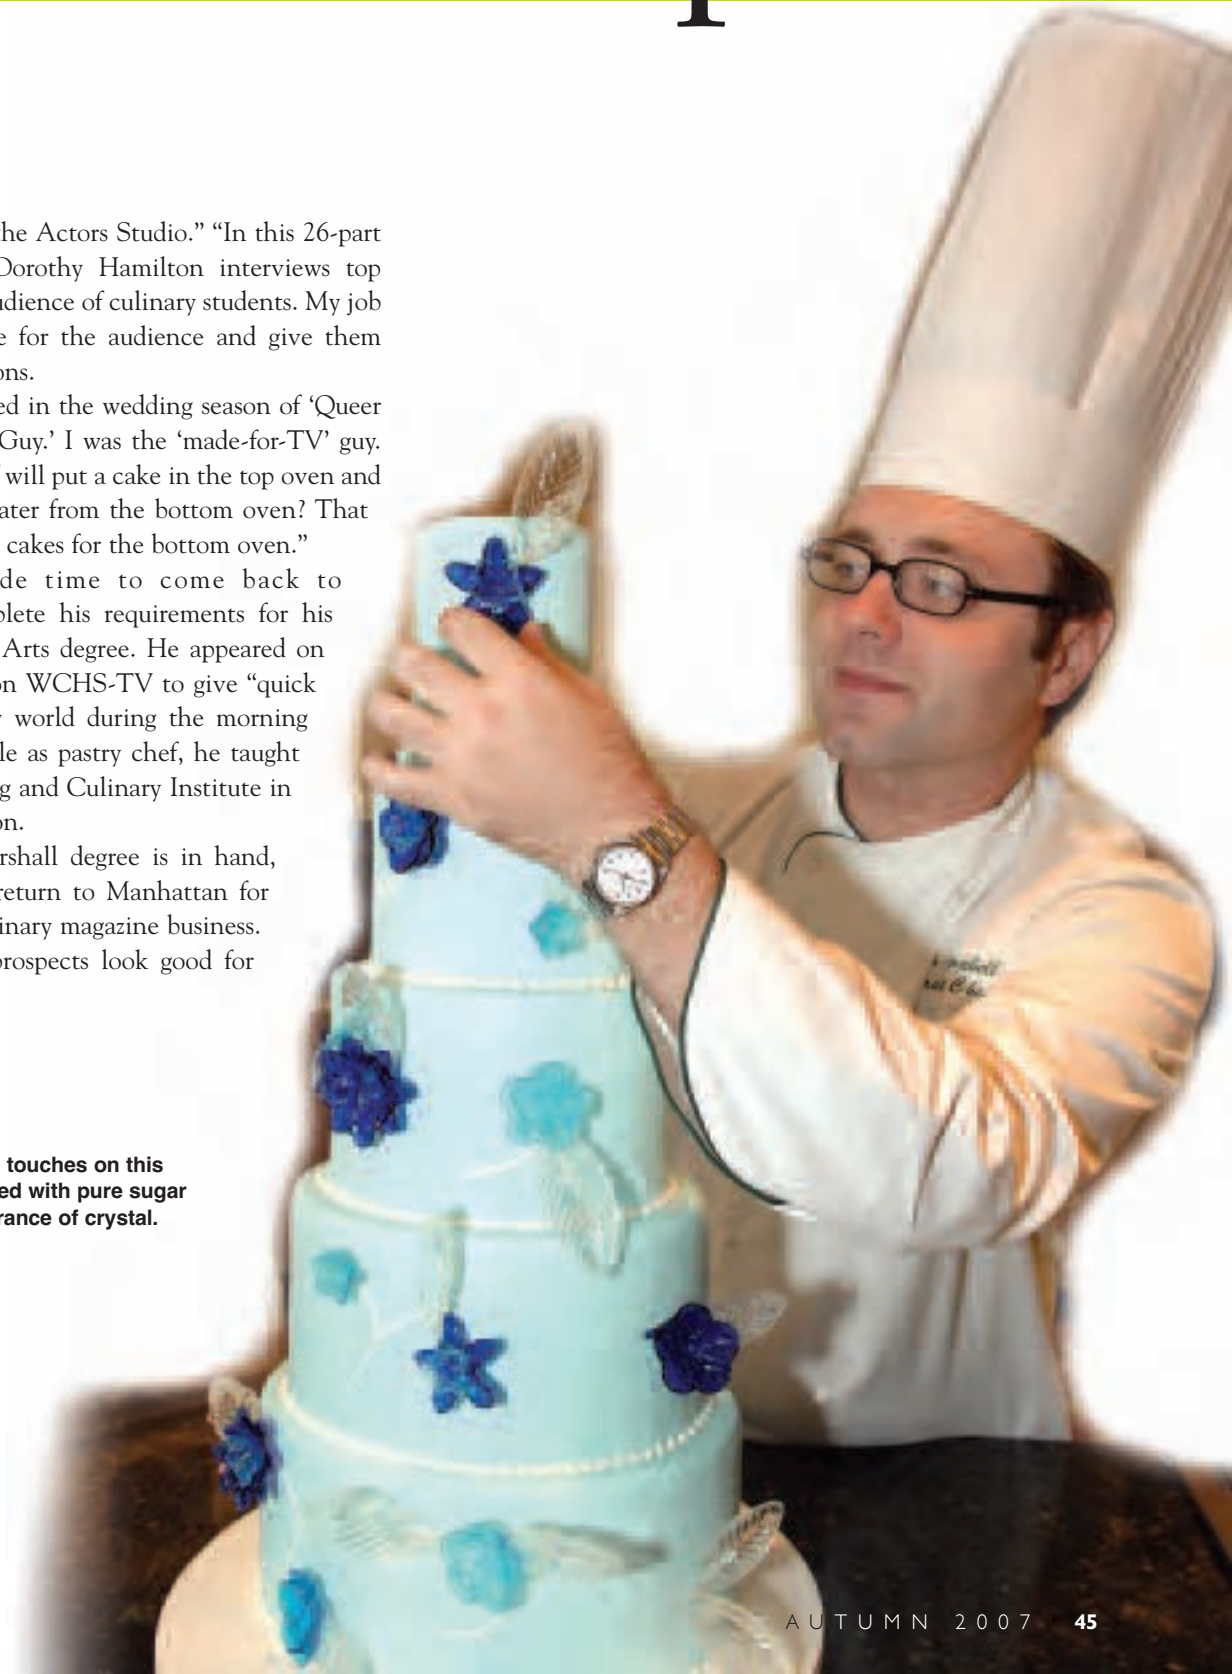 he Actors Studio.” “In this 26-part
Dorothy Hamilton interviews top
udience of culinary students. My job
e for the audience and give them
ons.
ed in the wedding season of ‘Queer
Guy.’ I was the ‘made-for-TV’ guy.
will put a cake in the top oven and
ater from the bottom oven? That
cakes for the bottom oven.”
de time to come back to
plete his requirements for his
Arts degree. He appeared on
on WCHS-TV to give “quick
world during the morning
le as pastry chef, he taught
g and Culinary Institute in
on.
rshall degree is in hand,
return to Manhattan for
inary magazine business.
prospects look good for
touches on this
ed with pure sugar
rance of crystal.
AUTUMN 2007 45